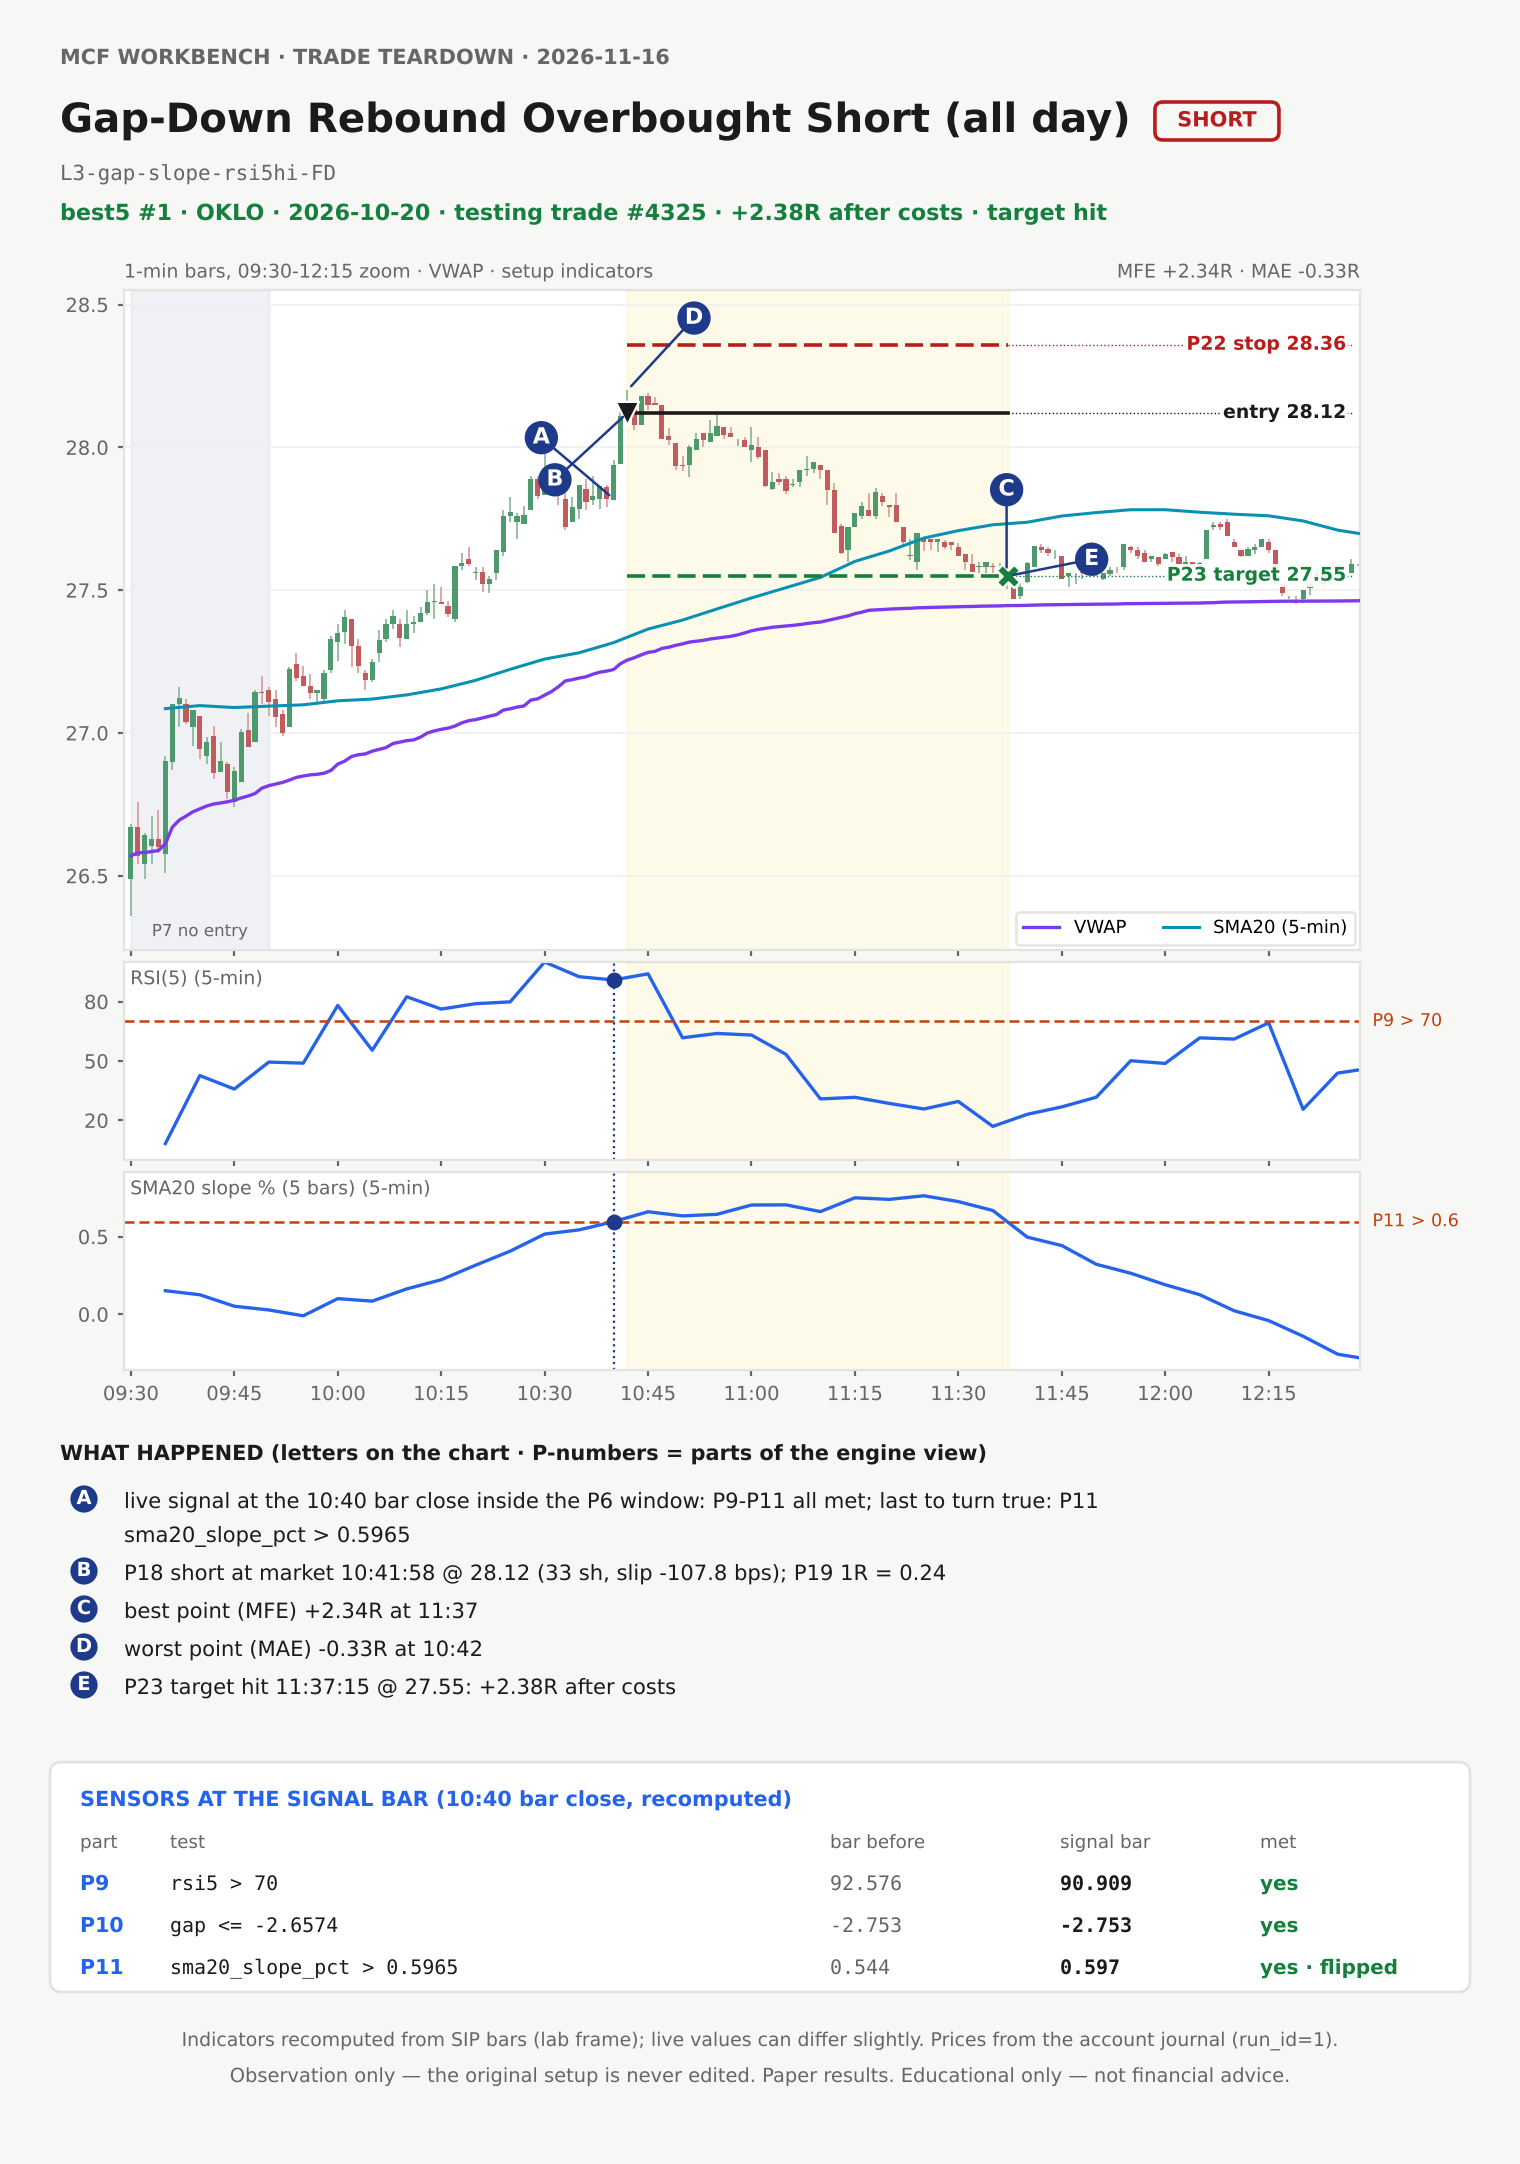 MCF WORKBENCH · TRADE TEARDOWN · 2026-11-16
Gap-Down Rebound Overbought Short (all day) SHORT
L3-gap-slope-rsi5hi-FD
best5 #1 · OKLO · 2026-10-20 · testing trade #4325 · +2.38R after costs · target hit
1-min bars, 09:30-12:15 zoom · VWAP · setup indicators MFE +2.34R · MAE -0.33R
28.5
D
P22 stop 28.36
entry 28.12
A
28.0
B
C
E
P23 target 27.55
27.5
27.0
26.5
P7 no entry
VWAP SMA20 (5-min)
RSI(5) (5-min)
80
P9 > 70
50
20
SMA20 slope % (5 bars) (5-min)
P11 > 0.6
0.5
0.0
09:30 09:45 10:00 10:15 10:30 10:45 11:00 11:15 11:30 11:45 12:00 12:15
WHAT HAPPENED (letters on the chart · P-numbers = parts of the engine view)
A live signal at the 10:40 bar close inside the P6 window: P9-P11 all met; last to turn true: P11
sma20_slope_pct > 0.5965
B P18 short at market 10:41:58 @ 28.12 (33 sh, slip -107.8 bps); P19 1R = 0.24
C best point (MFE) +2.34R at 11:37
D worst point (MAE) -0.33R at 10:42
E P23 target hit 11:37:15 @ 27.55: +2.38R after costs
SENSORS AT THE SIGNAL BAR (10:40 bar close, recomputed)
part test bar before signal bar met
P9 rsi5 > 70 92.576 90.909 yes
P10 gap <= -2.6574 -2.753 -2.753 yes
P11 sma20_slope_pct > 0.5965 0.544 0.597 yes · flipped
Indicators recomputed from SIP bars (lab frame); live values can differ slightly. Prices from the account journal (run_id=1).
Observation only — the original setup is never edited. Paper results. Educational only — not financial advice.